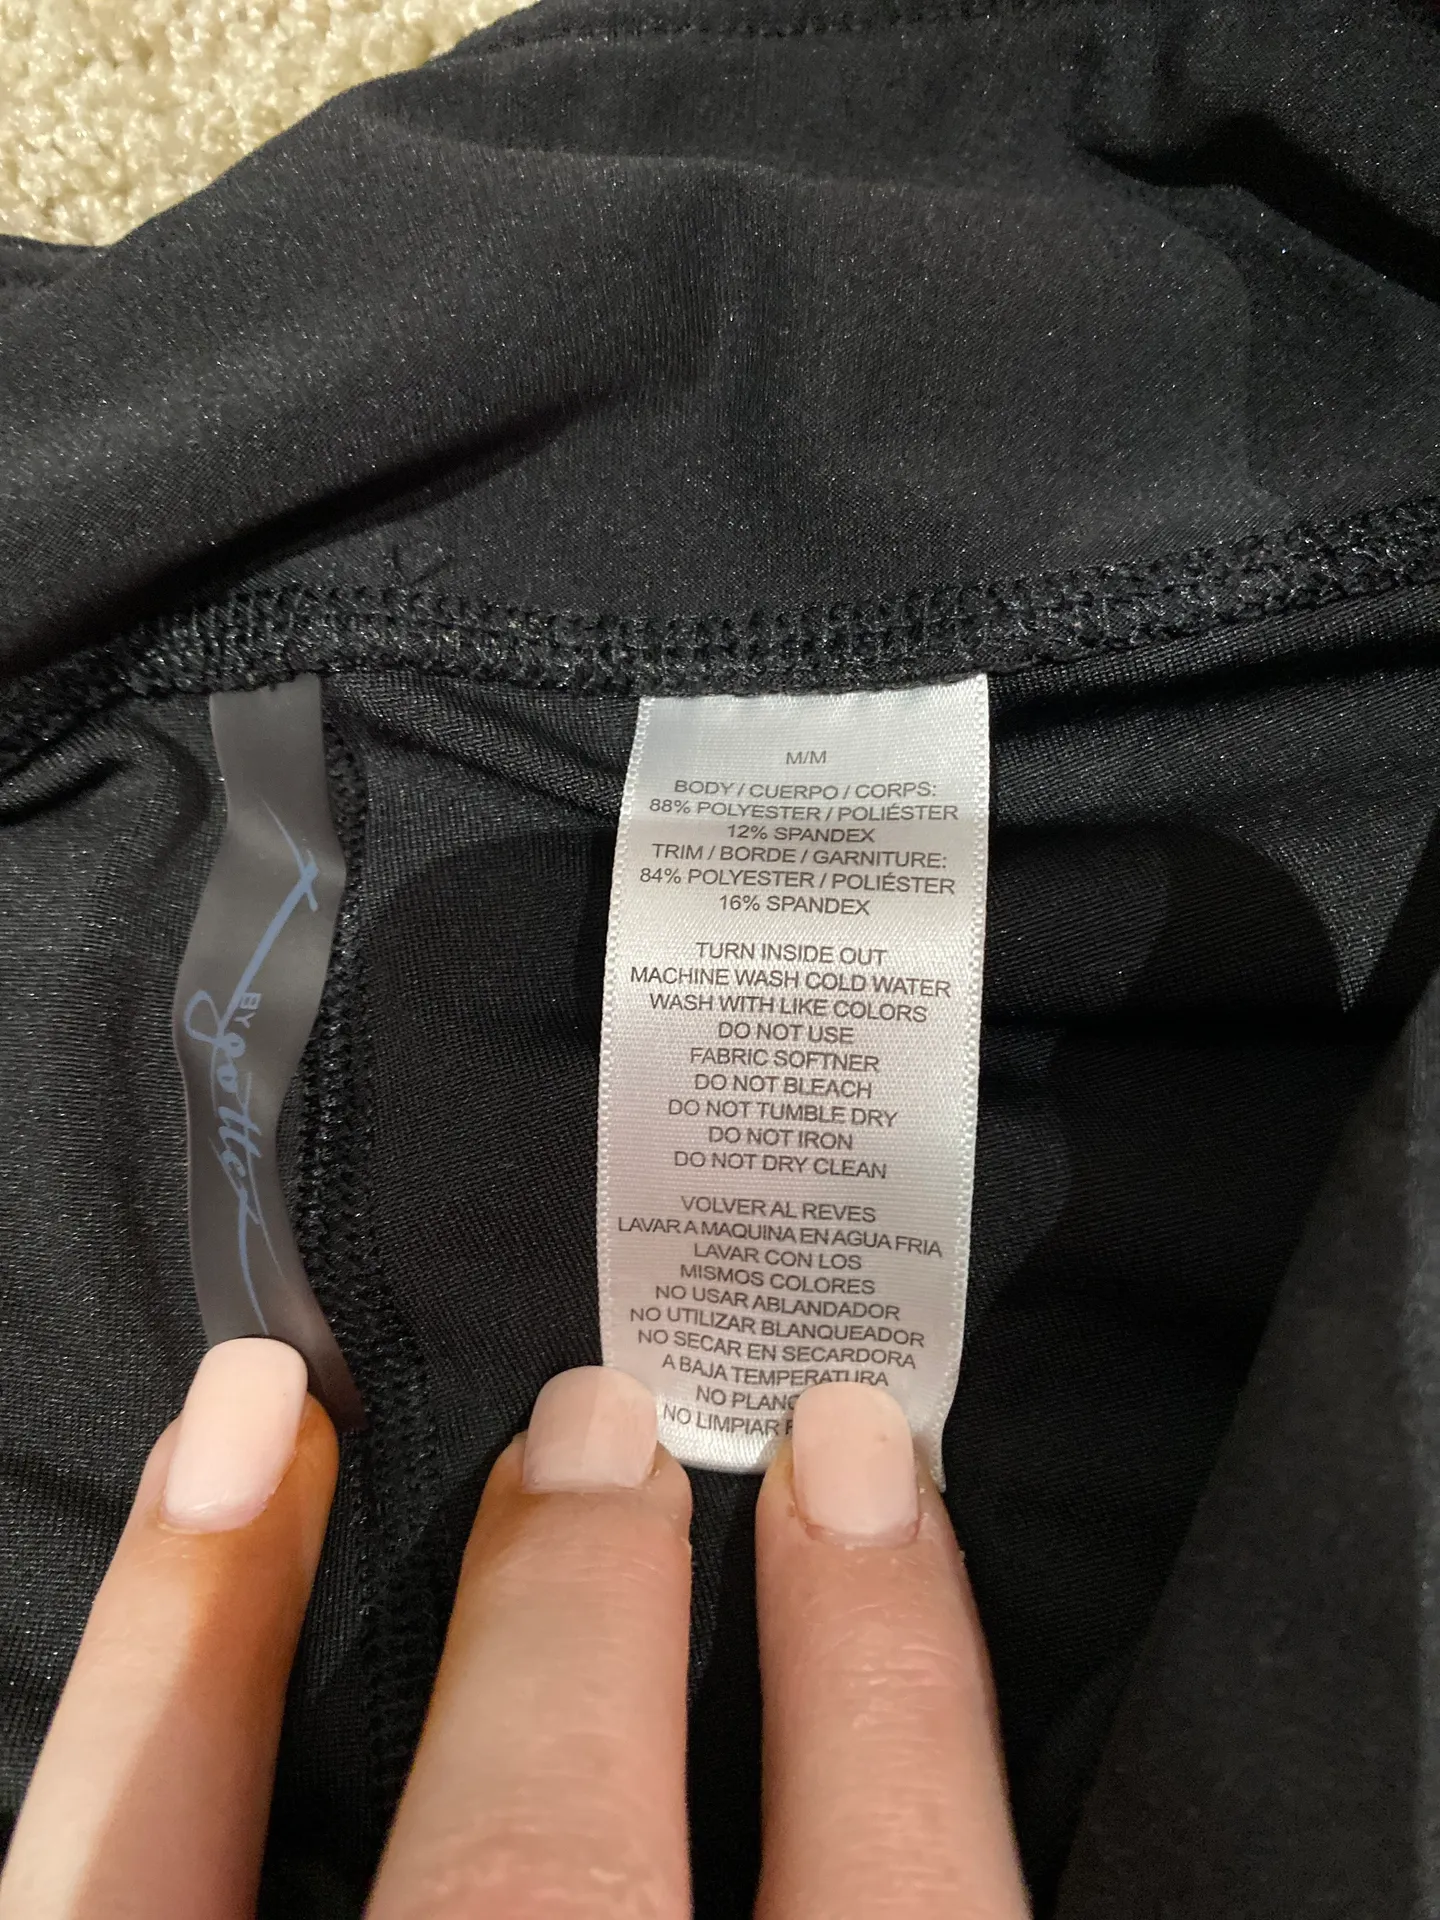 X
BY
gottex
M/M
BODY / CUERPO / CORPS:
88% POLYESTER / POLIÉSTER
12% SPANDEX
TRIM / BORDE / GARNITURE:
84% POLYESTER / POLIÉSTER
16% SPANDEX
TURN INSIDE OUT
MACHINE WASH COLD WATER
WASH WITH LIKE COLORS
DO NOT USE
FABRIC SOFTNER
DO NOT BLEACH
DO NOT TUMBLE DRY
DO NOT IRON
DO NOT DRY CLEAN
VOLVER AL REVES
LAVAR A MAQUINA EN AGUA FRIA
LAVAR CON LOS
MISMOS COLORES
NO USAR ABLANDADOR
NO UTILIZAR BLANQUEADOR
NO SECAR EN SECARDORA
A BAJA TEMPERATURA
NO
NO LIMPIAR